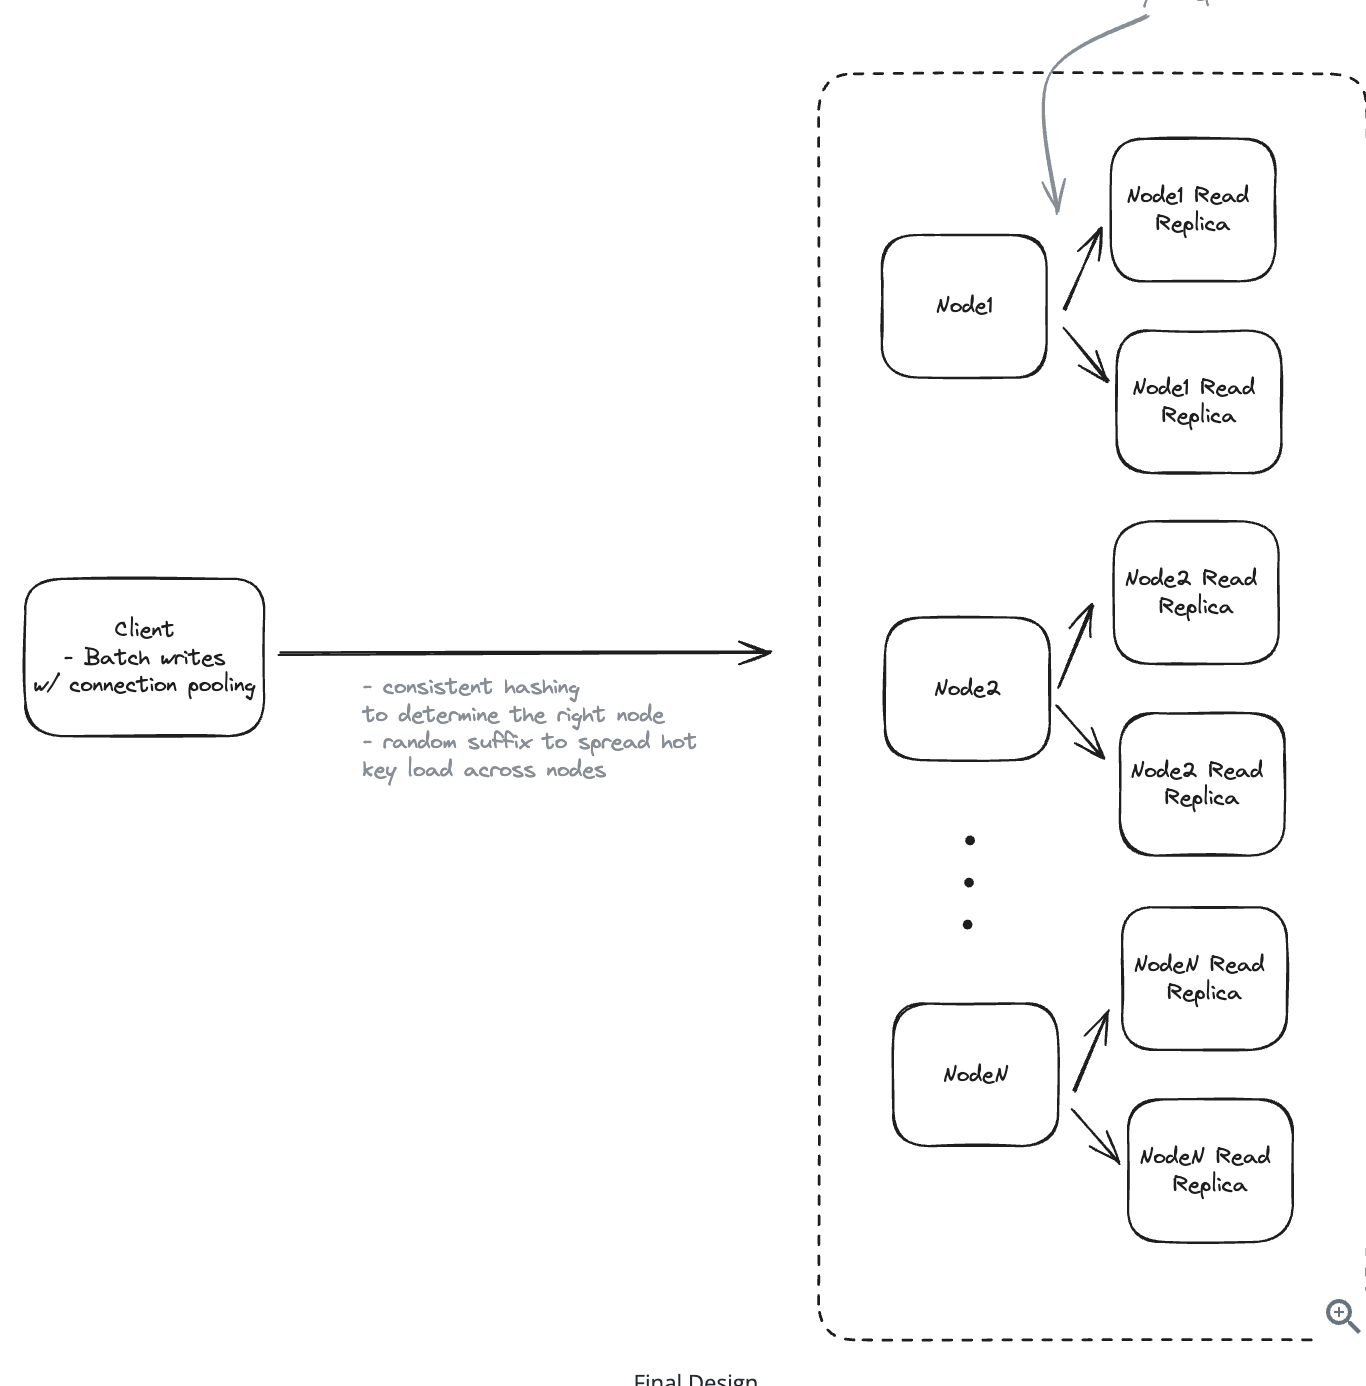 Node1 Read
Replica
Node1
Node1 Read
Replica
Client
- Batch writes
w/ connection pooling
- consistent hashing
to determine the right node
- random suffix to spread hot
key load across nodes
Node2 Read
Replica
Node2
Node2 Read
Replica
NodeN Read
Replica
NodeN
NodeN Read
Replica
Final Design